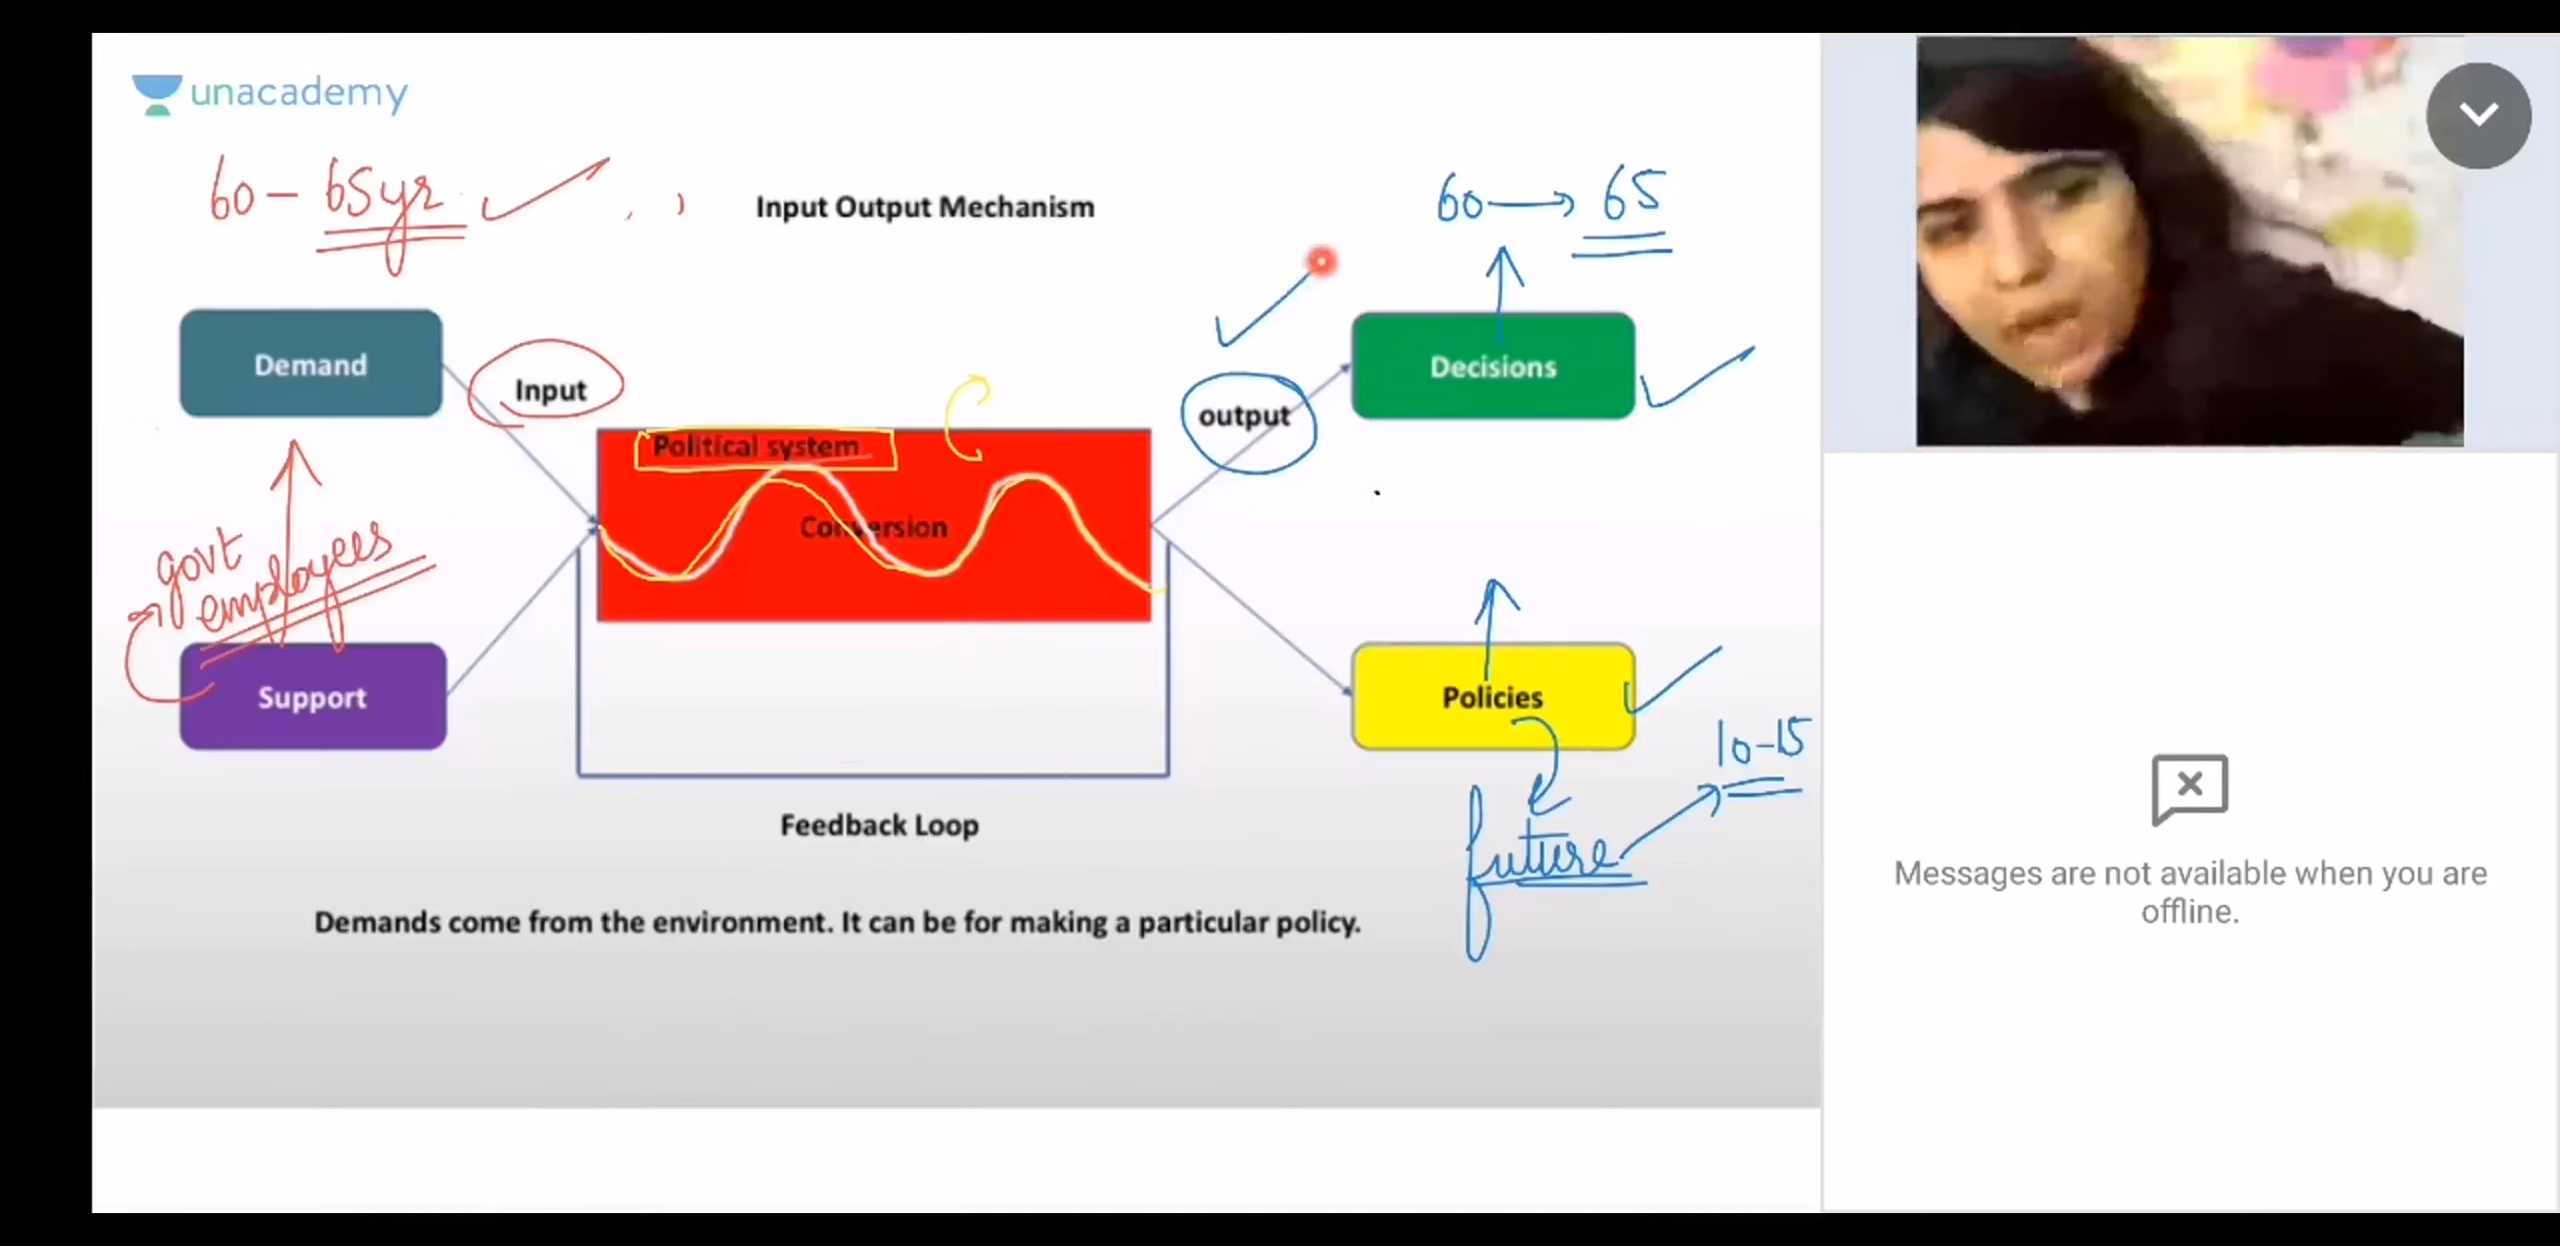 unacademy
60 - 65yr
Input Output Mechanism
60 → 65
Demand
Input
output
Decisions
Political system
Conversion
govt
employees
Support
Policies
10-15
future
Feedback Loop
Demands come from the environment. It can be for making a particular policy.
Messages are not available when you are
offline.